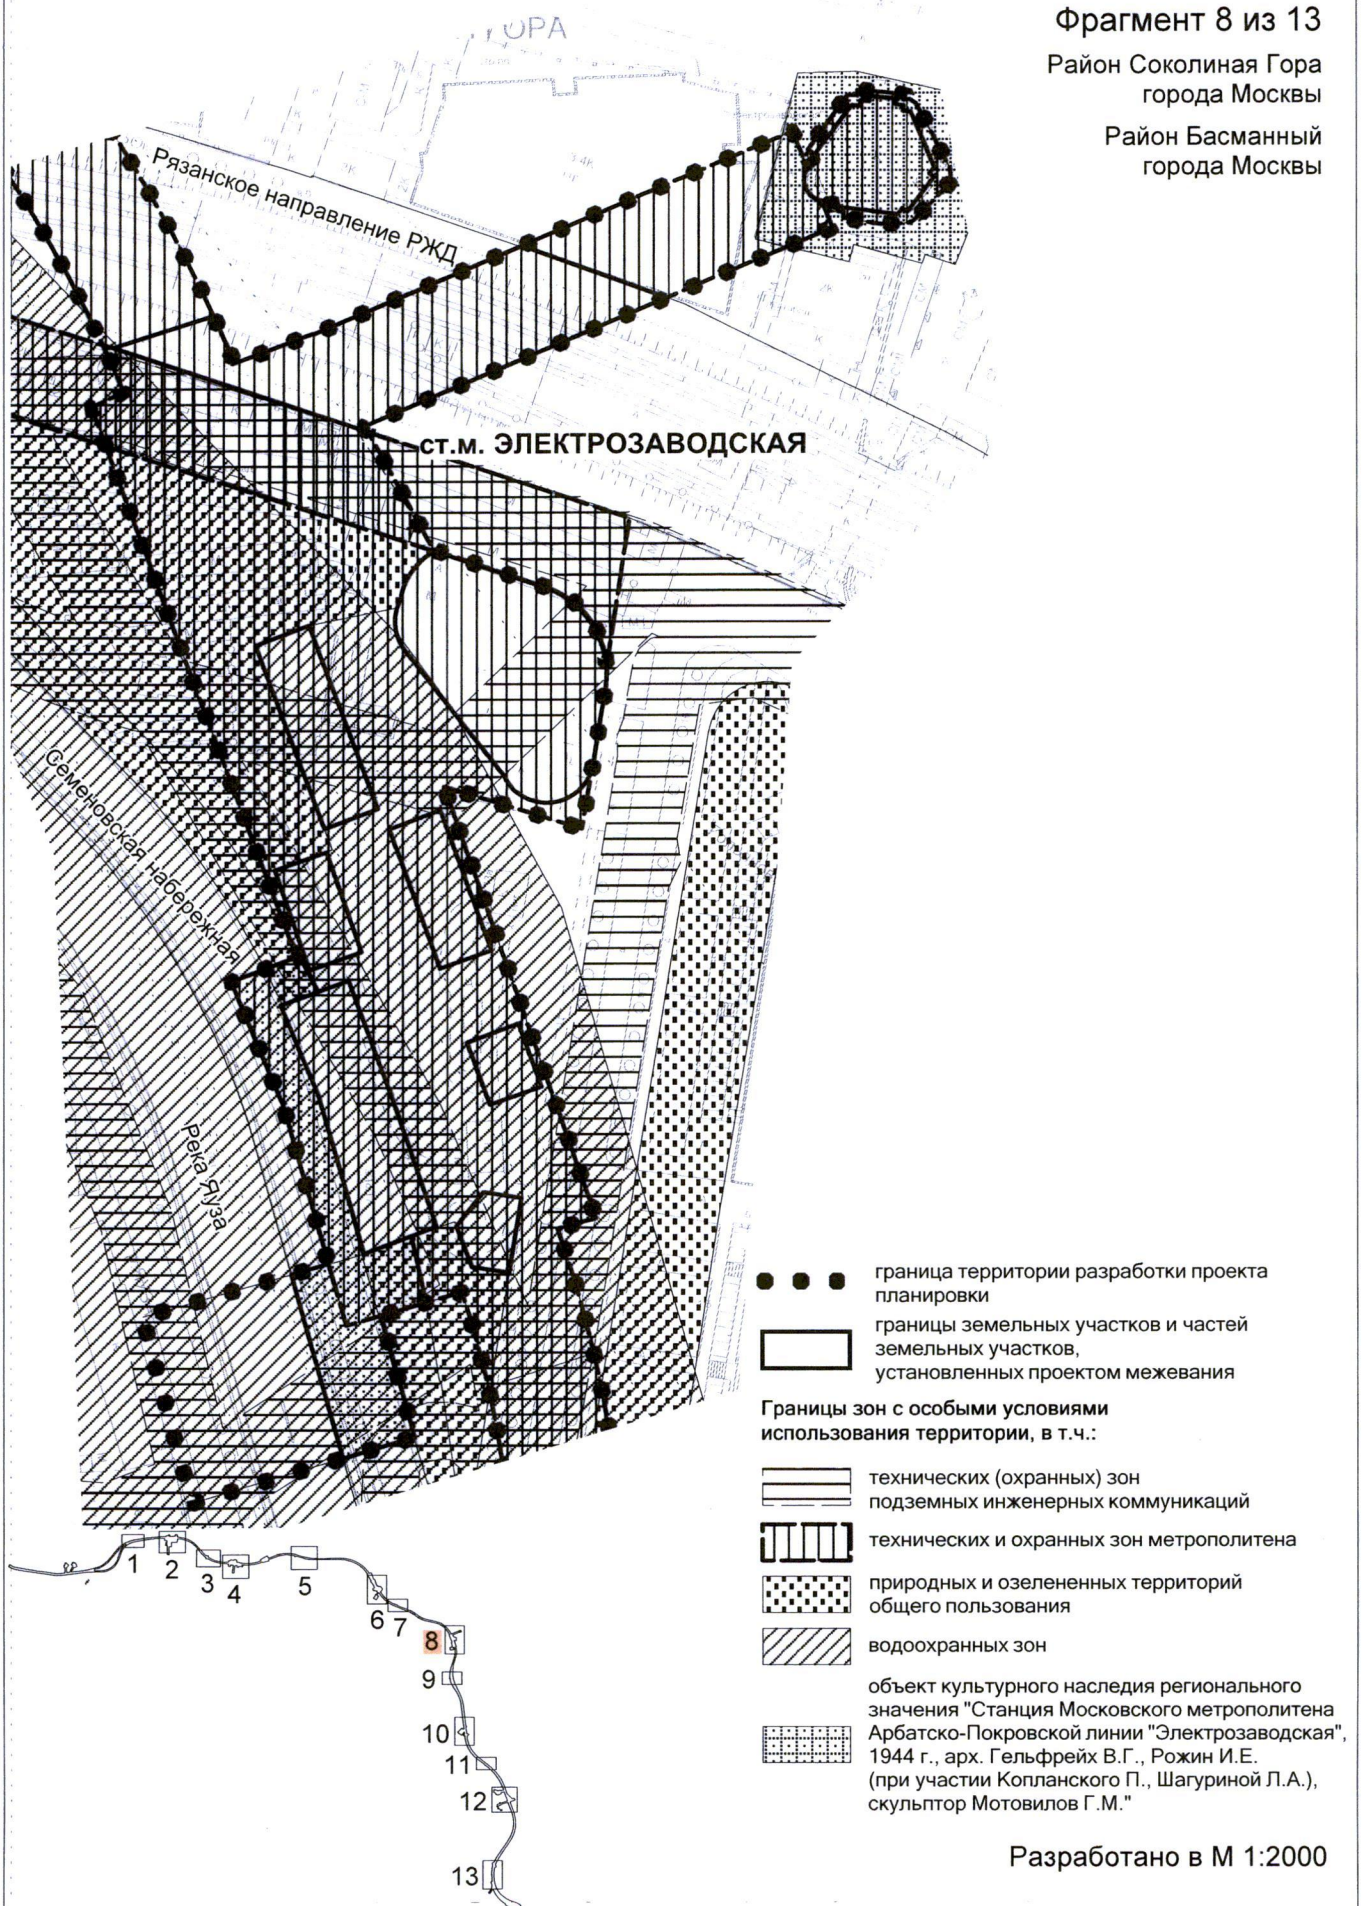 Фрагмент 8 из 13
Район Соколиная Гора
города Москвы
Район Басманный
города Москвы
Рязанское направление РЖД
ст.м. ЭЛЕКТРОЗАВОДСКАЯ
Семеновская набережная
Река Яуза
граница территории разработки проекта
планировки
границы земельных участков и частей
земельных участков,
установленных проектом межевания
Границы зон с особыми условиями
использования территории, в т.ч.:
технических (охранных) зон
подземных инженерных коммуникаций
технических и охранных зон метрополитена
природных и озелененных территорий
общего пользования
водоохранных зон
объект культурного наследия регионального
значения "Станция Московского метрополитена
Арбатско-Покровской линии "Электрозаводская",
1944 г., арх. Гельфрейх В.Г., Рожин И.Е.
(при участии Копланского П., Шагуриной Л.А.),
скульптор Мотовилов Г.М."
1
2
3
4
5
6
7
8
9
10
11
12
13
Разработано в М 1:2000